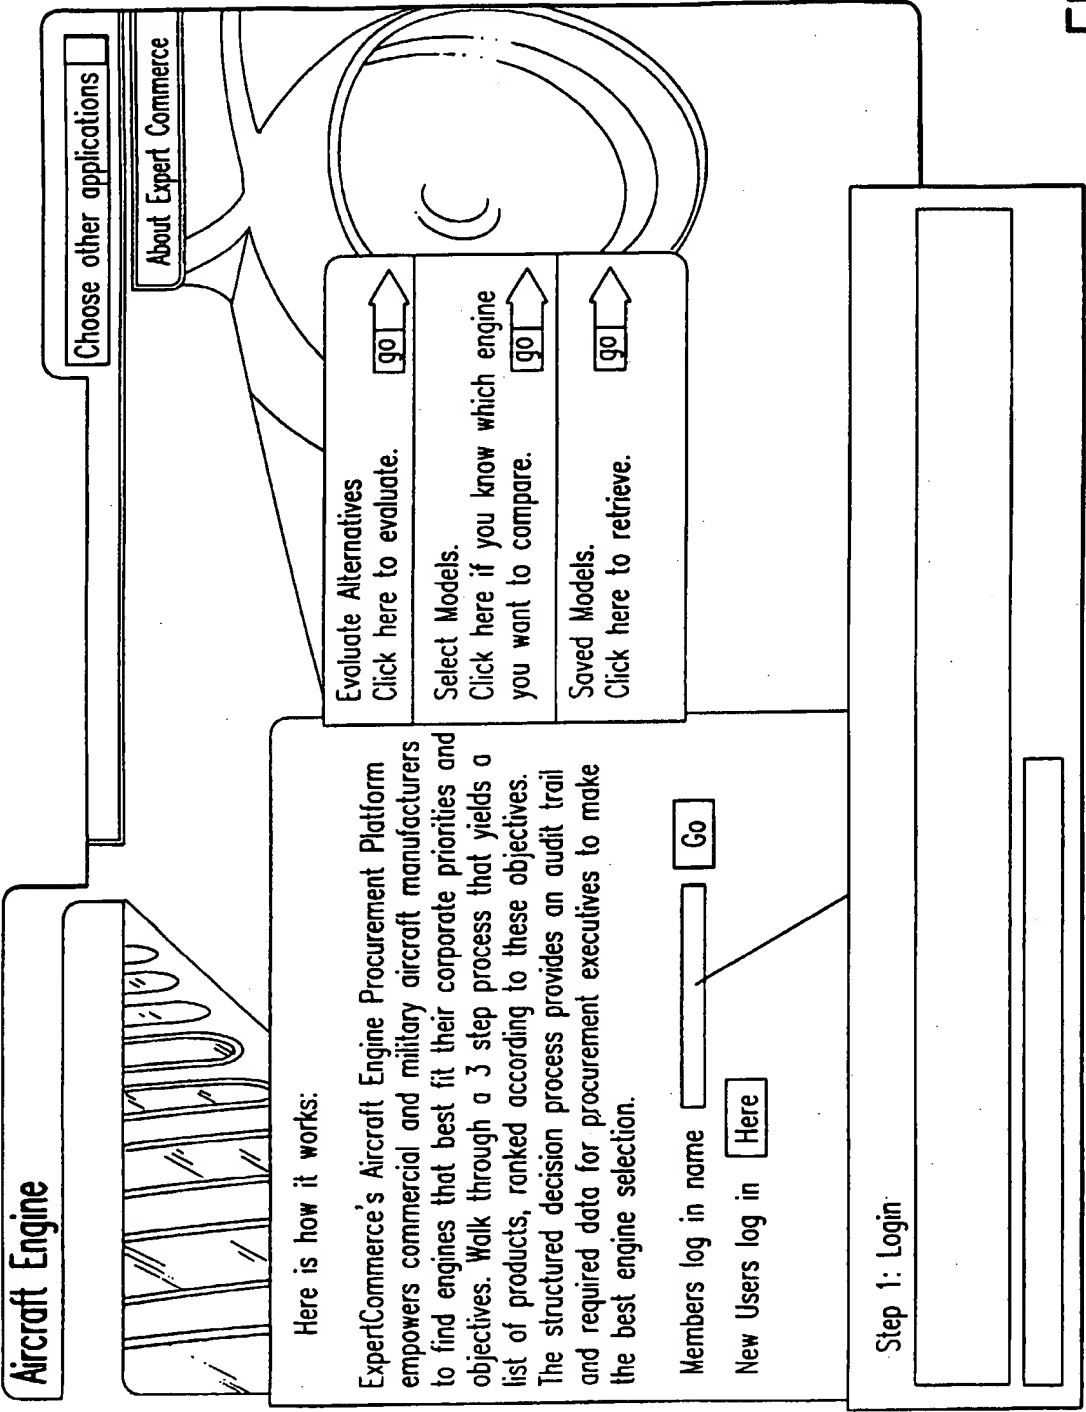 Aircraft Engine
Choose other applications
About Expert Commerce
Here is how it works:
ExpertCommerce's Aircraft Engine Procurement Platform
empowers commercial and military aircraft manufacturers
to find engines that best fit their corporate priorities and
objectives. Walk through a 3 step process that yields a
list of products, ranked according to these objectives.
The structured decision process provides an audit trail
and required data for procurement executives to make
the best engine selection.
Members log in name
Go
New Users log in
Here
Evaluate Alternatives
Click here to evaluate.
go
Select Models.
Click here if you know which engine
you want to compare.
go
Saved Models.
Click here to retrieve.
go
Step 1: Login